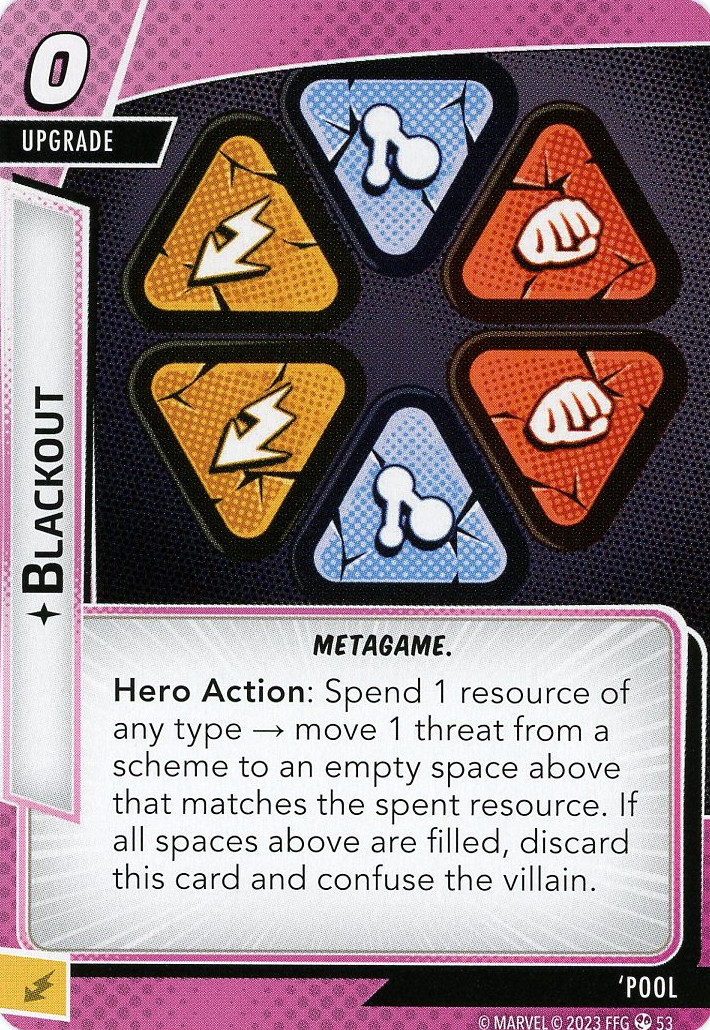 0
UPGRADE
BLACKOUT
METAGAME.
Hero Action: Spend 1 resource of
any type → move 1 threat from a
scheme to an empty space above
that matches the spent resource. If
all spaces above are filled, discard
this card and confuse the villain.
‘POOL
© MARVEL © 2023 FFG 53